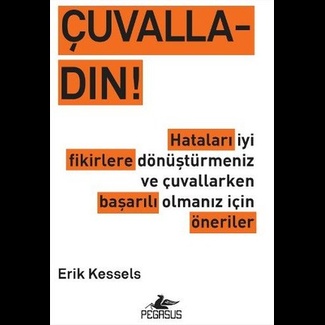 ÇUVALLA-
DIN!
Hataları iyi
fikirlere dönüştürmeniz
ve çuvallarken
başarılı olmanız için
öneriler
Erik Kessels
PEGASUS